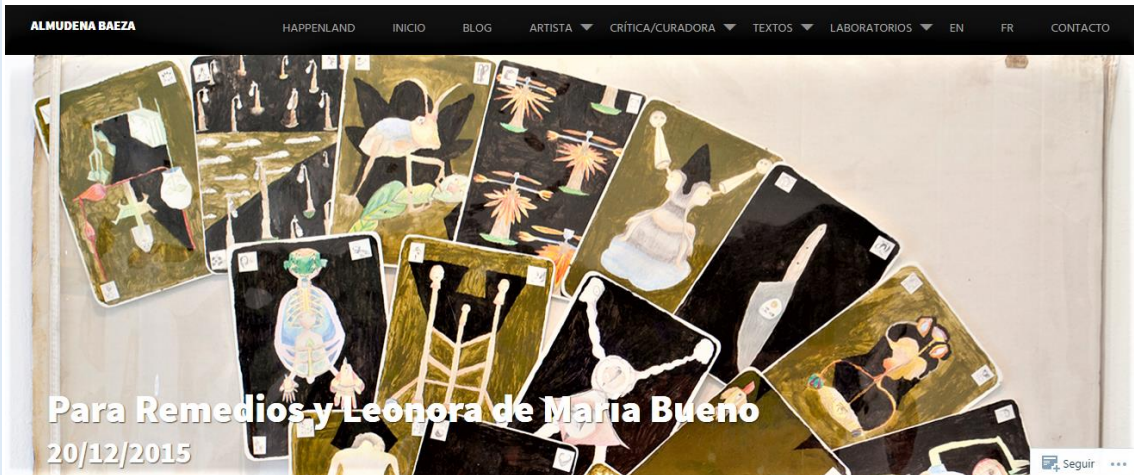 ALMUDENA BAEZA
HAPPENLAND INICIO BLOG ARTISTA CRÍTICA/CURADORA TEXTOS LABORATORIOS EN FR CONTACTO
Para Remedios y Leonora de María Bueno
20/12/2015
Seguir